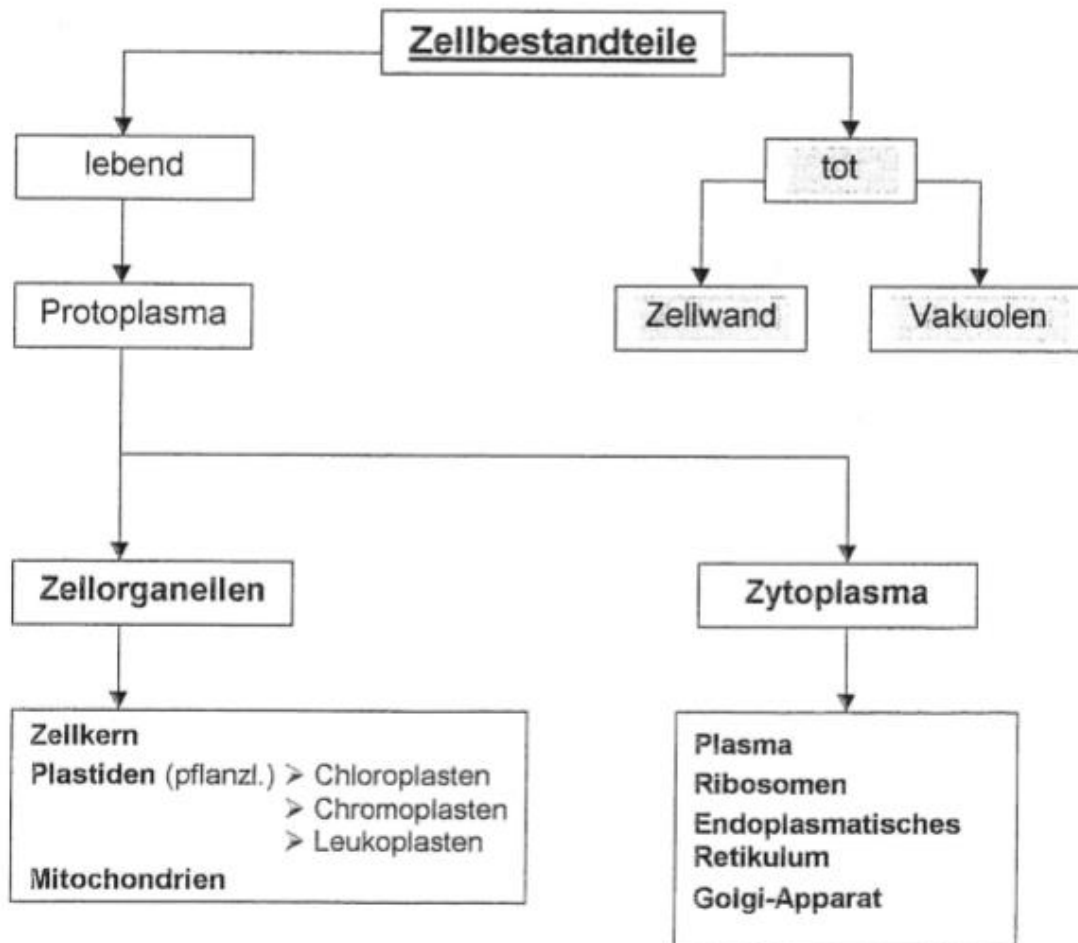 Zellbestandteile
lebend
tot
Protoplasma
Zellwand
Vakuolen
Zellorganellen
Zytoplasma
Zellkern
Plastiden (pflanzl.) ➢ Chloroplasten
➢ Chromoplasten
➢ Leukoplasten
Mitochondrien
Plasma
Ribosomen
Endoplasmatisches
Retikulum
Golgi-Apparat